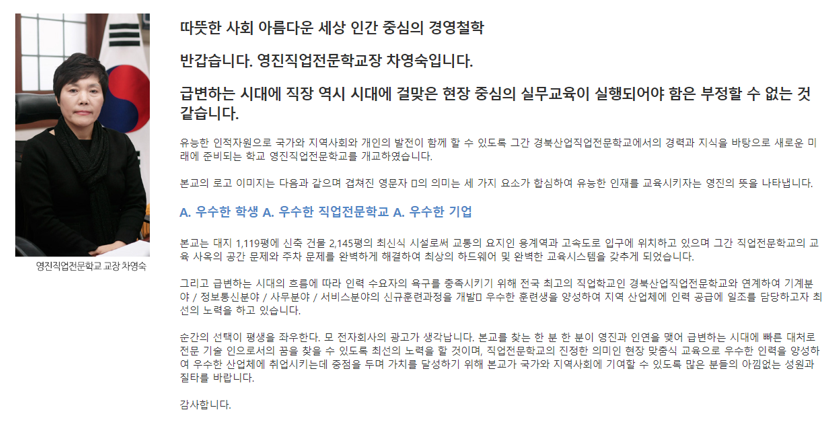 따뜻한 사회 아름다운 세상 인간 중심의 경영철학
반갑습니다. 영진직업전문학교장 차영숙입니다.
급변하는 시대에 직장 역시 시대에 걸맞은 현장 중심의 실무교육이 실행되어야 함은 부정할 수 없는 것
같습니다.
유능한 인적자원으로 국가와 지역사회와 개인의 발전이 함께 할 수 있도록 그간 경북산업직업전문학교에서의 경력과 지식을 바탕으로 새로운 미
래에 준비되는 학교 영진직업전문학교를 개교하였습니다.
본교의 로고 이미지는 다음과 같으며 겹쳐진 영문자 의 의미는 세 가지 요소가 합심하여 유능한 인재를 교육시키자는 영진의 뜻을 나타냅니다.
A. 우수한 학생 A. 우수한 직업전문학교 A. 우수한 기업
본교는 대지 1,119평에 신축 건물 2,145평의 최신식 시설로써 교통의 요지인 용계역과 고속도로 입구에 위치하고 있으며 그간 직업전문학교의 교
육 사옥의 공간 문제와 주차 문제를 완벽하게 해결하여 최상의 하드웨어 및 완벽한 교육시스템을 갖추게 되었습니다.
그리고 급변하는 시대의 흐름에 따라 인력 수요자의 욕구를 충족시키기 위해 전국 최고의 직업학교인 경북산업직업전문학교와 연계하여 기계분
야 / 정보통신분야 / 사무분야 / 서비스분야의 신규훈련과정을 개발 우수한 훈련생을 양성하여 지역 산업체에 인력 공급에 일조를 담당하고자 최
선의 노력을 하고 있습니다.
순간의 선택이 평생을 좌우한다. 모 전자회사의 광고가 생각납니다. 본교를 찾는 한 분 한 분이 영진과 인연을 맺어 급변하는 시대에 빠른 대처로
전문 기술 인으로서의 꿈을 찾을 수 있도록 최선의 노력을 할 것이며, 직업전문학교의 진정한 의미인 현장 맞춤식 교육으로 우수한 인력을 양성하
여 우수한 산업체에 취업시키는데 중점을 두며 가치를 달성하기 위해 본교가 국가와 지역사회에 기여할 수 있도록 많은 분들의 아낌없는 성원과
질타를 바랍니다.
감사합니다.
영진직업전문학교 교장 차영숙